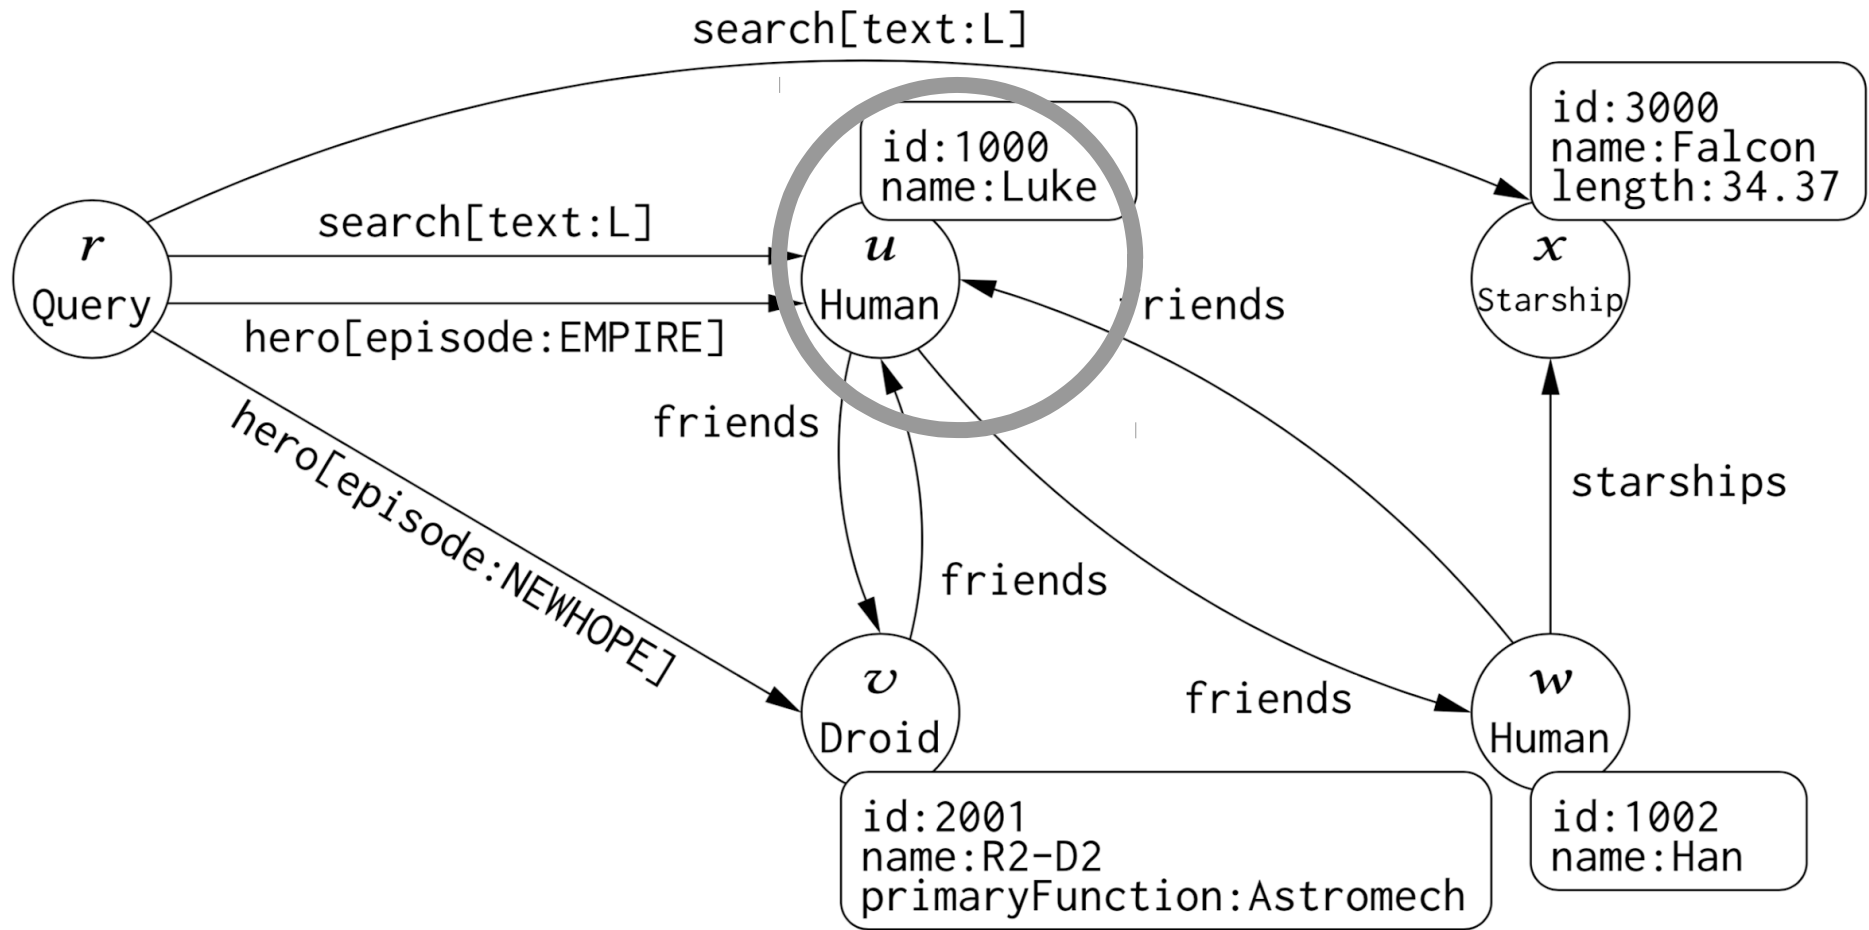 search[text:L]
id:3000
name:Falcon
length:34.37
id:1000
name:Luke
search[text:L]
r
Query
u
Human
x
Starship
riends
hero[episode:EMPIRE]
friends
hero[episode:NEWHOPE]
starships
friends
friends
v
Droid
w
Human
id:2001
name:R2-D2
primaryFunction:Astromech
id:1002
name:Han